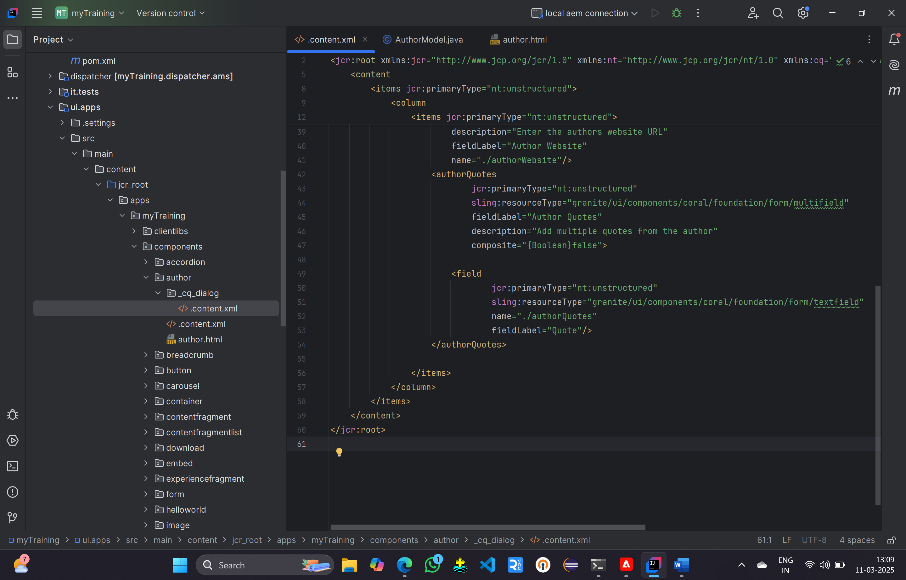 MT myTraining Version control local aem connection
Project
.content.xml AuthorModel.java author.html
pom.xml
dispatcher [myTraining.dispatcher.ams]
it.tests
ui.apps
.settings
src
main
content
jcr_root
apps
myTraining
clientlibs
components
accordion
author
_cq_dialog
.content.xml
.content.xml
author.html
breadcrumb
button
carousel
container
contentfragment
contentfragmentlist
download
embed
experiencefragment
form
helloworld
image
2 <jcr:root xmlns:jcr="http://www.jcp.org/jcr/1.0" xmlns:nt="http://www.jcp.org/jcr/nt/1.0" xmlns:cq=" 6
5 <content
8 <items jcr:primaryType="nt:unstructured">
9 <column
12 <items jcr:primaryType="nt:unstructured">
39 description="Enter the authors website URL"
40 fieldLabel="Author Website"
41 name="./authorWebsite"/>
42 <authorQuotes
43 jcr:primaryType="nt:unstructured"
44 sling:resourceType="granite/ui/components/coral/foundation/form/multifield"
45 fieldLabel="Author Quotes"
46 description="Add multiple quotes from the author"
47 conposite="{Boolean}false">
48
49 <field
50 jcr:primaryType="nt:unstructured"
51 sling:resourceType="granite/ui/components/coral/foundation/form/textfield"
52 name="./authorQuotes"
53 fieldLabel="Quote"/>
54 </authorQuotes>
55
56 </items>
57 </column>
58 </items>
59 </content>
60 </jcr:root>
61
myTraining > ui.apps > src > main > content > jcr_root > apps > myTraining > components > author > _cq_dialog > .content.xml 61:1 LF UTF-8 4 spaces
Search
ENG
IN
13:09
11-03-2025